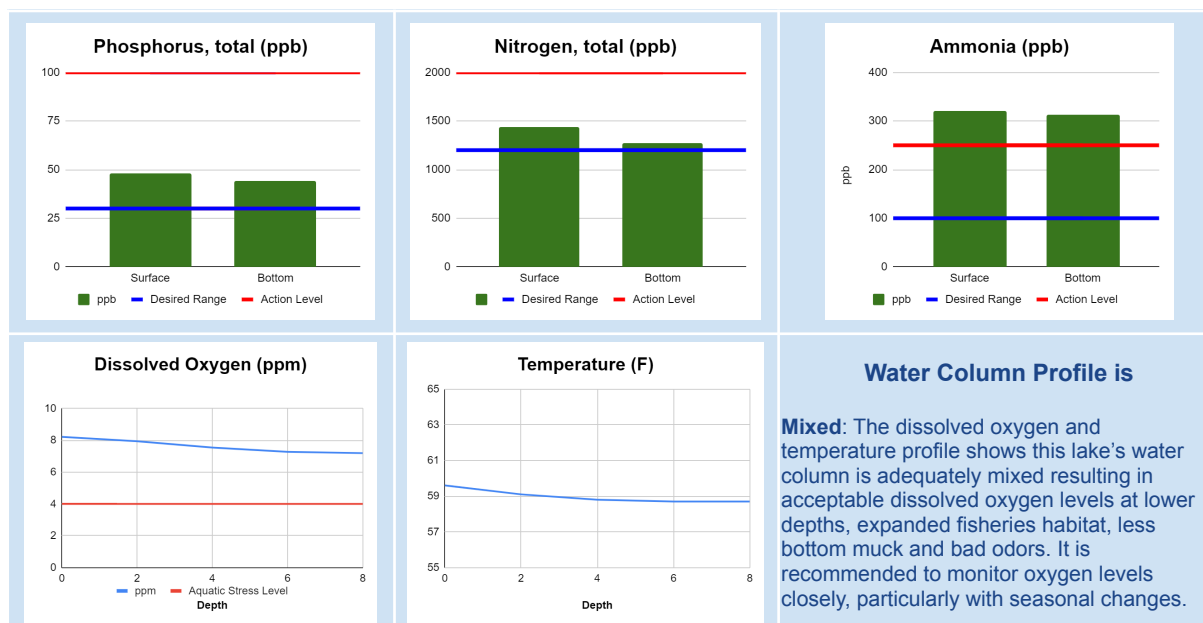 Phosphorus, total (ppb)
100
75
50
25
0
Surface
Bottom
ppb
Desired Range
Action Level
Nitrogen, total (ppb)
2000
1500
1000
500
0
Surface
Bottom
ppb
Desired Range
Action Level
Ammonia (ppb)
ppb
400
300
200
100
0
Surface
Bottom
ppb
Desired Range
Action Level
Dissolved Oxygen (ppm)
10
8
6
4
2
0
0
2
4
6
8
ppm
Aquatic Stress Level
Depth
Temperature (F)
65
63
61
59
57
55
0
2
4
6
8
Depth
Water Column Profile is
Mixed: The dissolved oxygen and
temperature profile shows this lake’s water
column is adequately mixed resulting in
acceptable dissolved oxygen levels at lower
depths, expanded fisheries habitat, less
bottom muck and bad odors. It is
recommended to monitor oxygen levels
closely, particularly with seasonal changes.